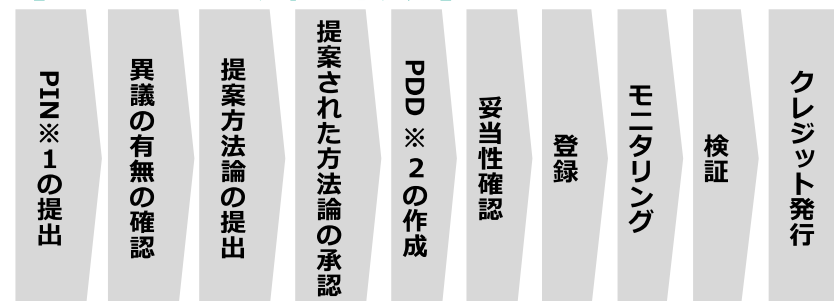 PIN※1の提出
異議の有無の確認
提案方法論の提出
提案された方法論の承認
PDD※2の作成
妥当性確認
登録
モニタリング
検証
クレジット発行